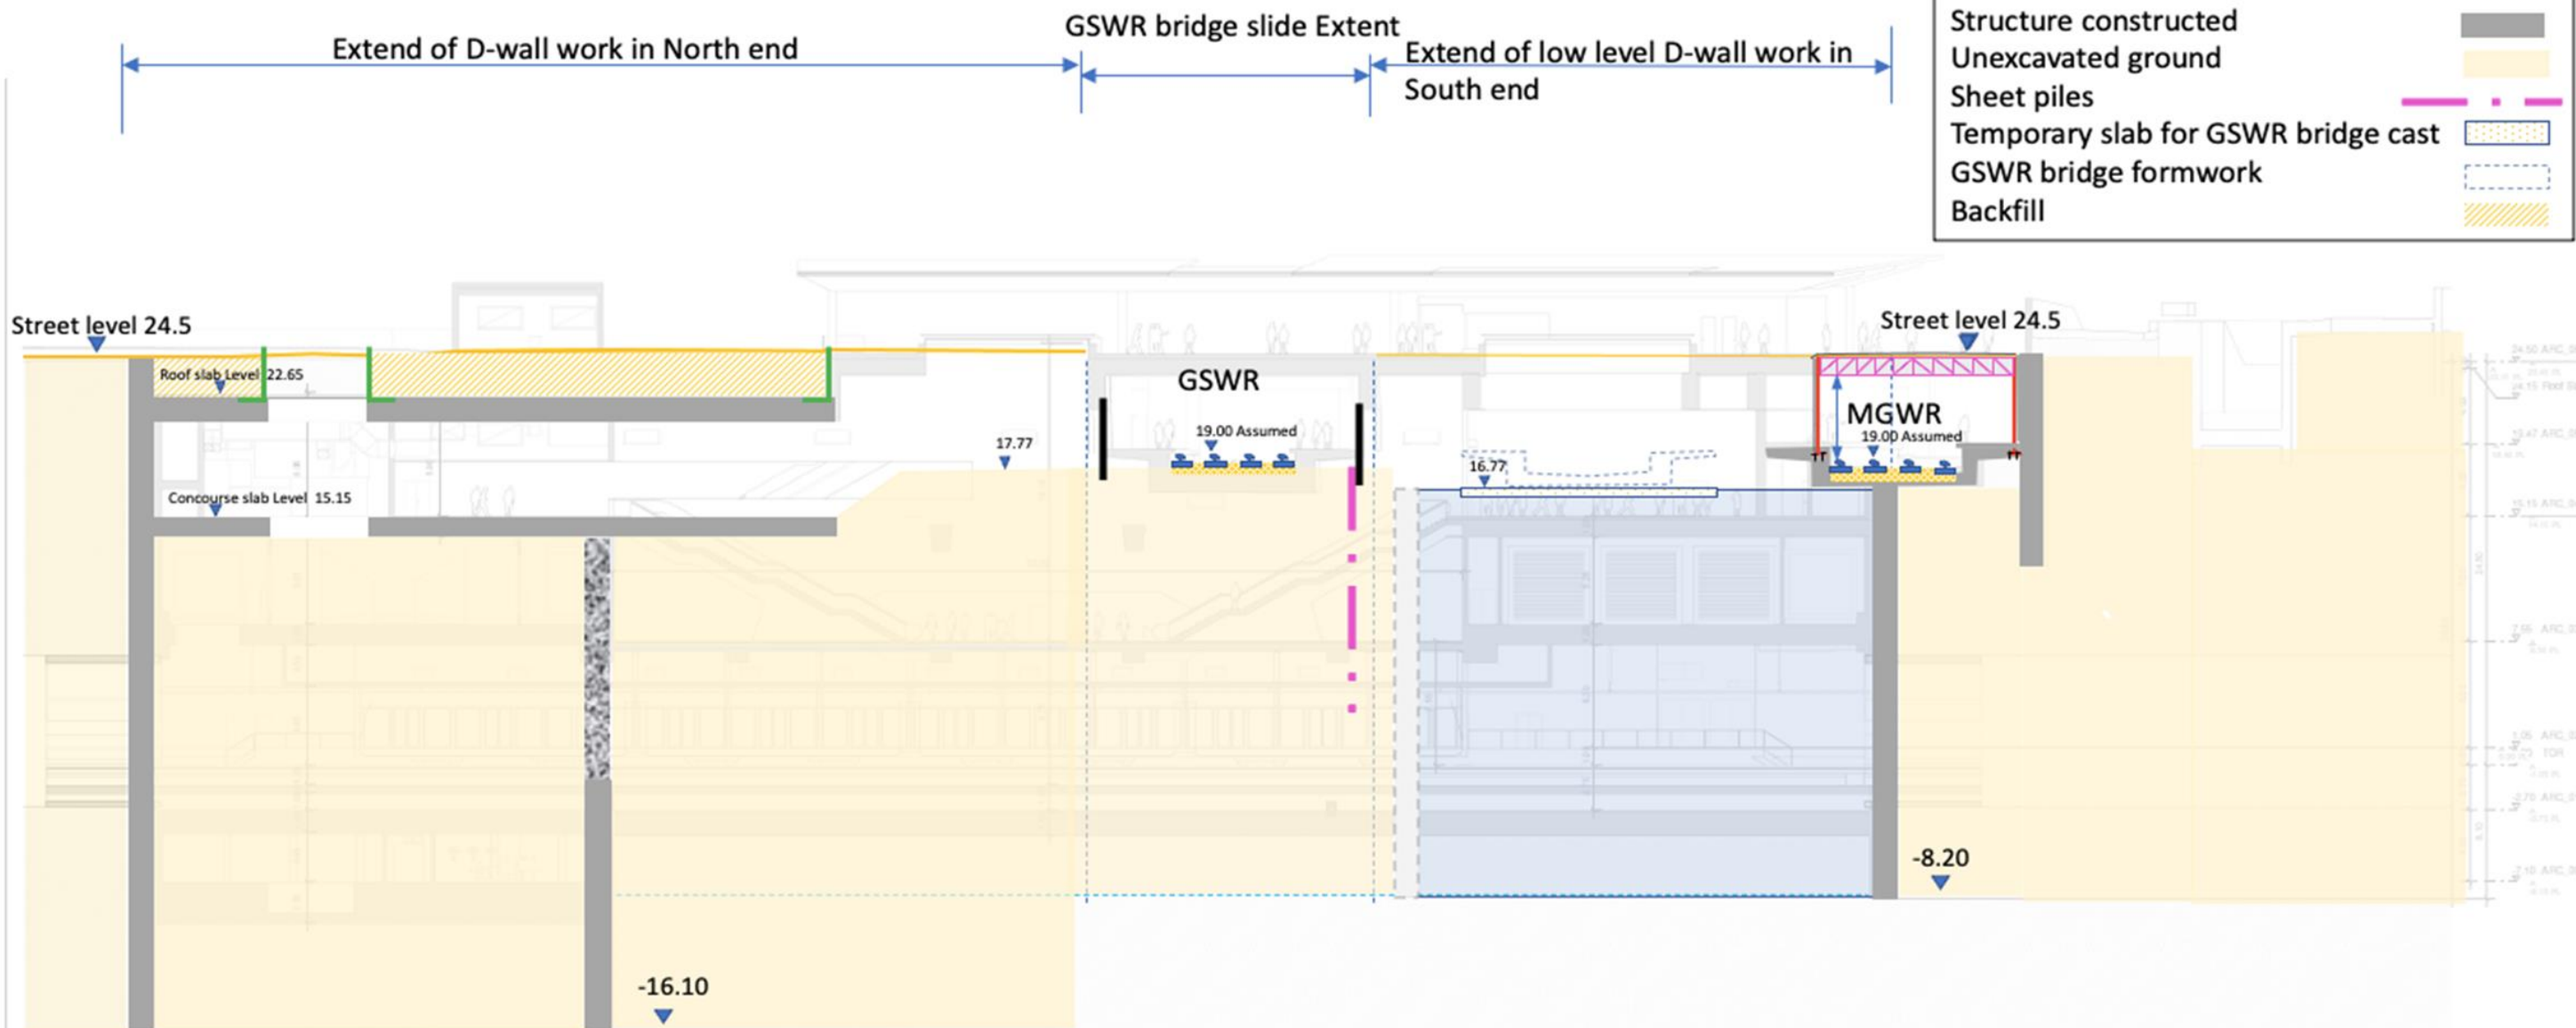 GSWR bridge slide Extent
Extend of D-wall work in North end
Extend of low level D-wall work in
South end
Structure constructed
Unexcavated ground
Sheet piles
Temporary slab for GSWR bridge cast
GSWR bridge formwork
Backfill
Street level 24.5
Street level 24.5
Roof slab Level 22.65
GSWR
MGWR
19.00 Assumed
19.00 Assumed
17.77
16.77
Concourse slab Level 15.15
-8.20
-16.10